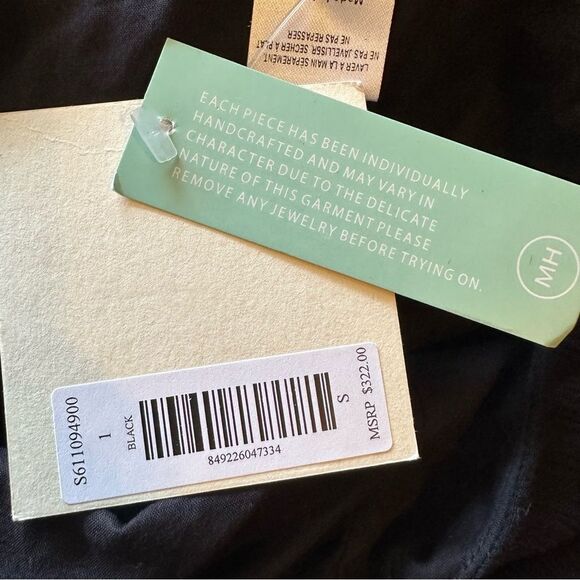 LAVER A LA MAIN SEPAREMENT
NE PAS JAVELLISER, SECHER A PLAT
NE PAS REPASSER
EACH PIECE HAS BEEN INDIVIDUALLY
HANDCRAFTED AND MAY VARY IN
CHARACTER DUE TO THE DELICATE
NATURE OF THIS GARMENT PLEASE
REMOVE ANY JEWELRY BEFORE TRYING ON.
MH
S611094900
1
BLACK
849226047334
S
MSRP $322.00